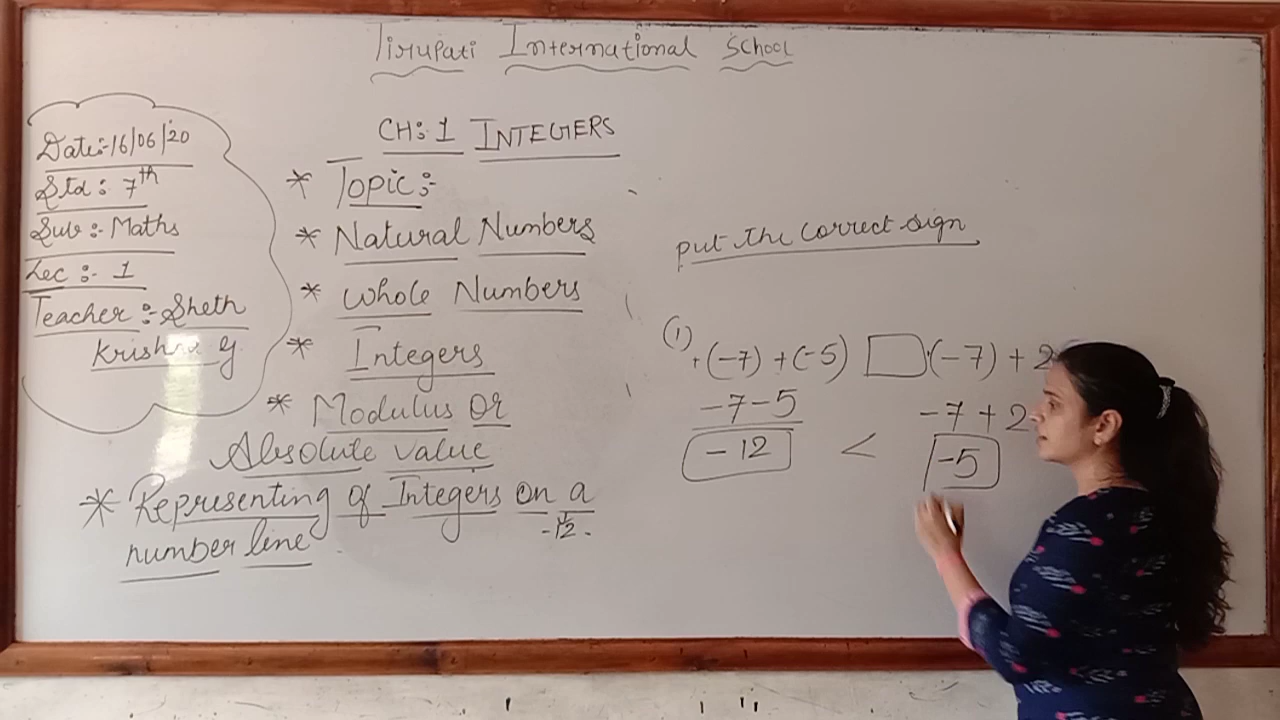 Tirupati International School
Date:-16/06/20
Std : 7th
Sub :- Maths
Lec :- 1
Teacher :- Sheth
CH: 1 INTEGERS
* Topic :-
* Natural Numbers
* Whole Numbers
* Integers
* Modulus Or
Absolute value
* Representing of Integers on a
number line
-12
put the correct sign
(1) (-7) + (-5) □ (-7) + 2
-7-5
-12
<
-7+2
-5